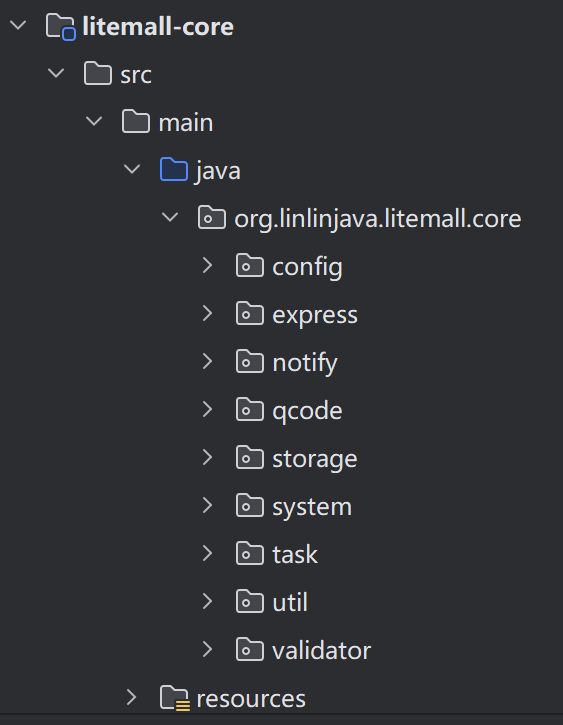 litemall-core
src
main
java
org.linlinjava.litemall.core
config
express
notify
qcode
storage
system
task
util
validator
resources